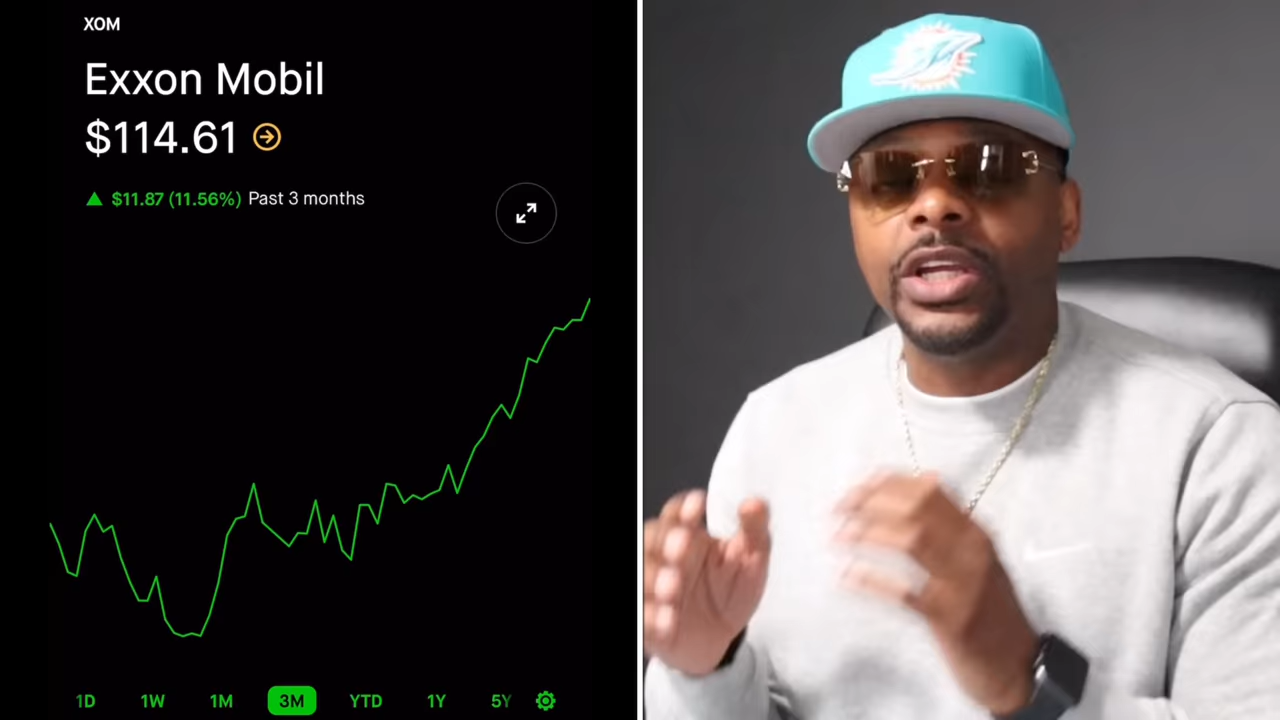 XOM
Exxon Mobil
$114.61
▲ $11.87 (11.56%) Past 3 months
1D 1W 1M 3M YTD 1Y 5Y